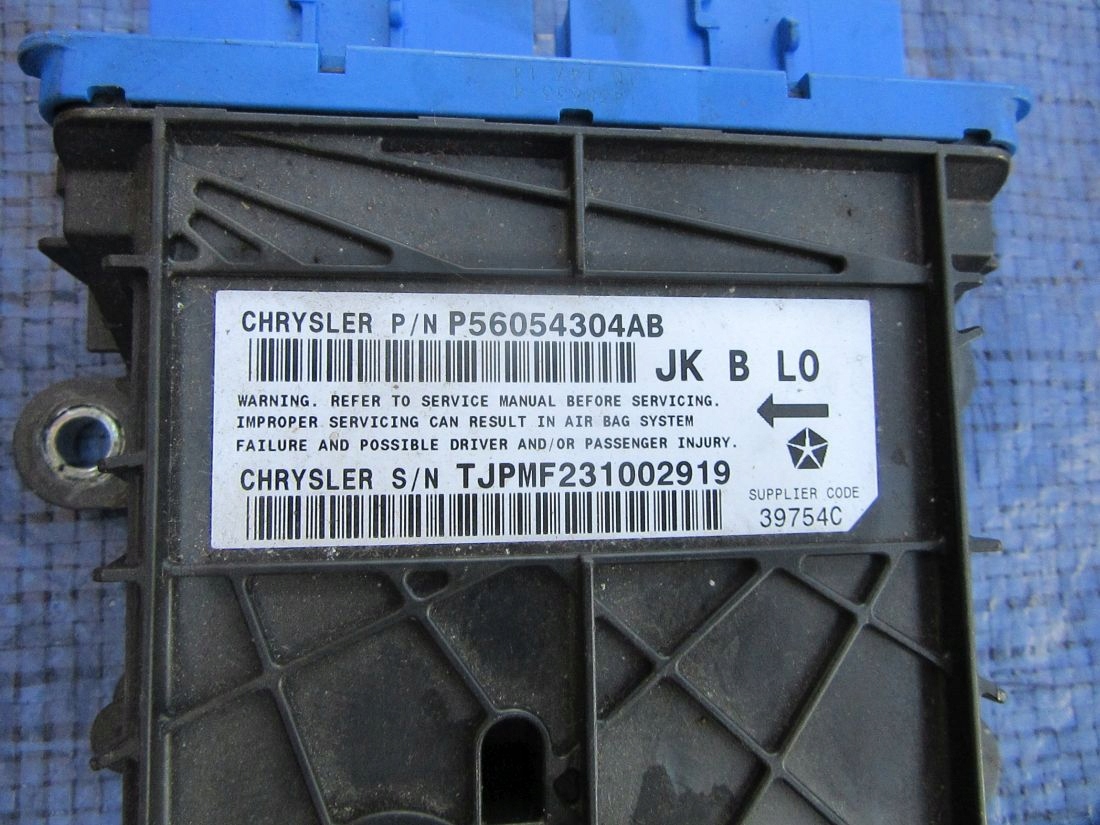 CHRYSLER P/N P56054304AB
JK B LO
WARNING. REFER TO SERVICE MANUAL BEFORE SERVICING.
IMPROPER SERVICING CAN RESULT IN AIR BAG SYSTEM
FAILURE AND POSSIBLE DRIVER AND/OR PASSENGER INJURY.
CHRYSLER S/N TJPMF231002919
SUPPLIER CODE
39754C